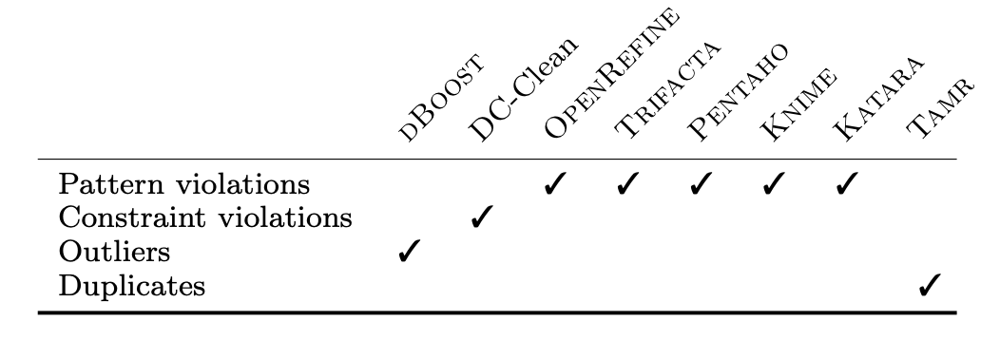 DBOOST DC-Clean OPENREFINE TRIFACTA PENTAHO KNIME KATARA TAMR
Pattern violations ✓ ✓ ✓ ✓ ✓
Constraint violations ✓
Outliers ✓
Duplicates ✓